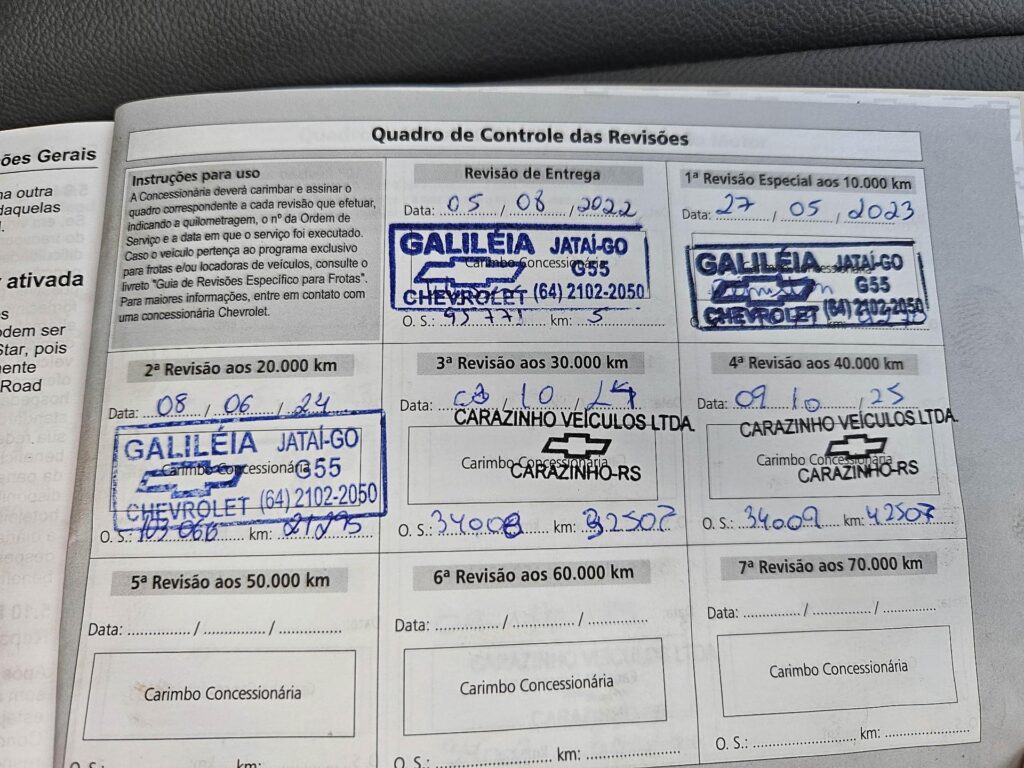 ões Gerais
na outra
daquelas
r ativada
s
odem ser
Star, pois
mente
Road
Quadro de Controle das Revisões
Instruções para uso
A Concessionária deverá carimbar e assinar o
quadro correspondente a cada revisão que efetuar,
indicando a quilometragem, o nº da Ordem de
Serviço e a data em que o serviço foi executado.
Caso o veículo pertença ao programa exclusivo
para frotas e/ou locadoras de veículos, consulte o
livreto "Guia de Revisões Específico para Frotas".
Para maiores informações, entre em contato com
uma concessionária Chevrolet.
Revisão de Entrega
Data: 05 / 08 / 2022
GALILÉIA JATAÍ-GO
Carimbo Concessionária
G55
CHEVROLET (64) 2102-2050
O. S.: 95771 km: 5
1ª Revisão Especial aos 10.000 km
Data: 27 / 05 / 2023
GALILÉIA JATAÍ-GO
G55
CHEVROLET (64) 2102-2050
2ª Revisão aos 20.000 km
Data: 08 / 06 / 24
GALILÉIA JATAÍ-GO
Carimbo Concessionária
G55
CHEVROLET (64) 2102-2050
O. S.: 103066 km: 21295
3ª Revisão aos 30.000 km
Data: 03 / 10 / 24
CARAZINHO VEÍCULOS LTDA.
Carimbo Concessionária
CARAZINHO-RS
O. S.: 34008 km: 32507
4ª Revisão aos 40.000 km
Data: 09 / 10 / 25
CARAZINHO VEÍCULOS LTDA.
Carimbo Concessionária
CARAZINHO-RS
O. S.: 34009 km: 42507
5ª Revisão aos 50.000 km
Data: ............... / ............... / ...............
Carimbo Concessionária
O. S.: km:
6ª Revisão aos 60.000 km
Data: ............... / ............... / ...............
Carimbo Concessionária
O. S.: km:
7ª Revisão aos 70.000 km
Data: ............... / ............... / ...............
Carimbo Concessionária
O. S.: km: